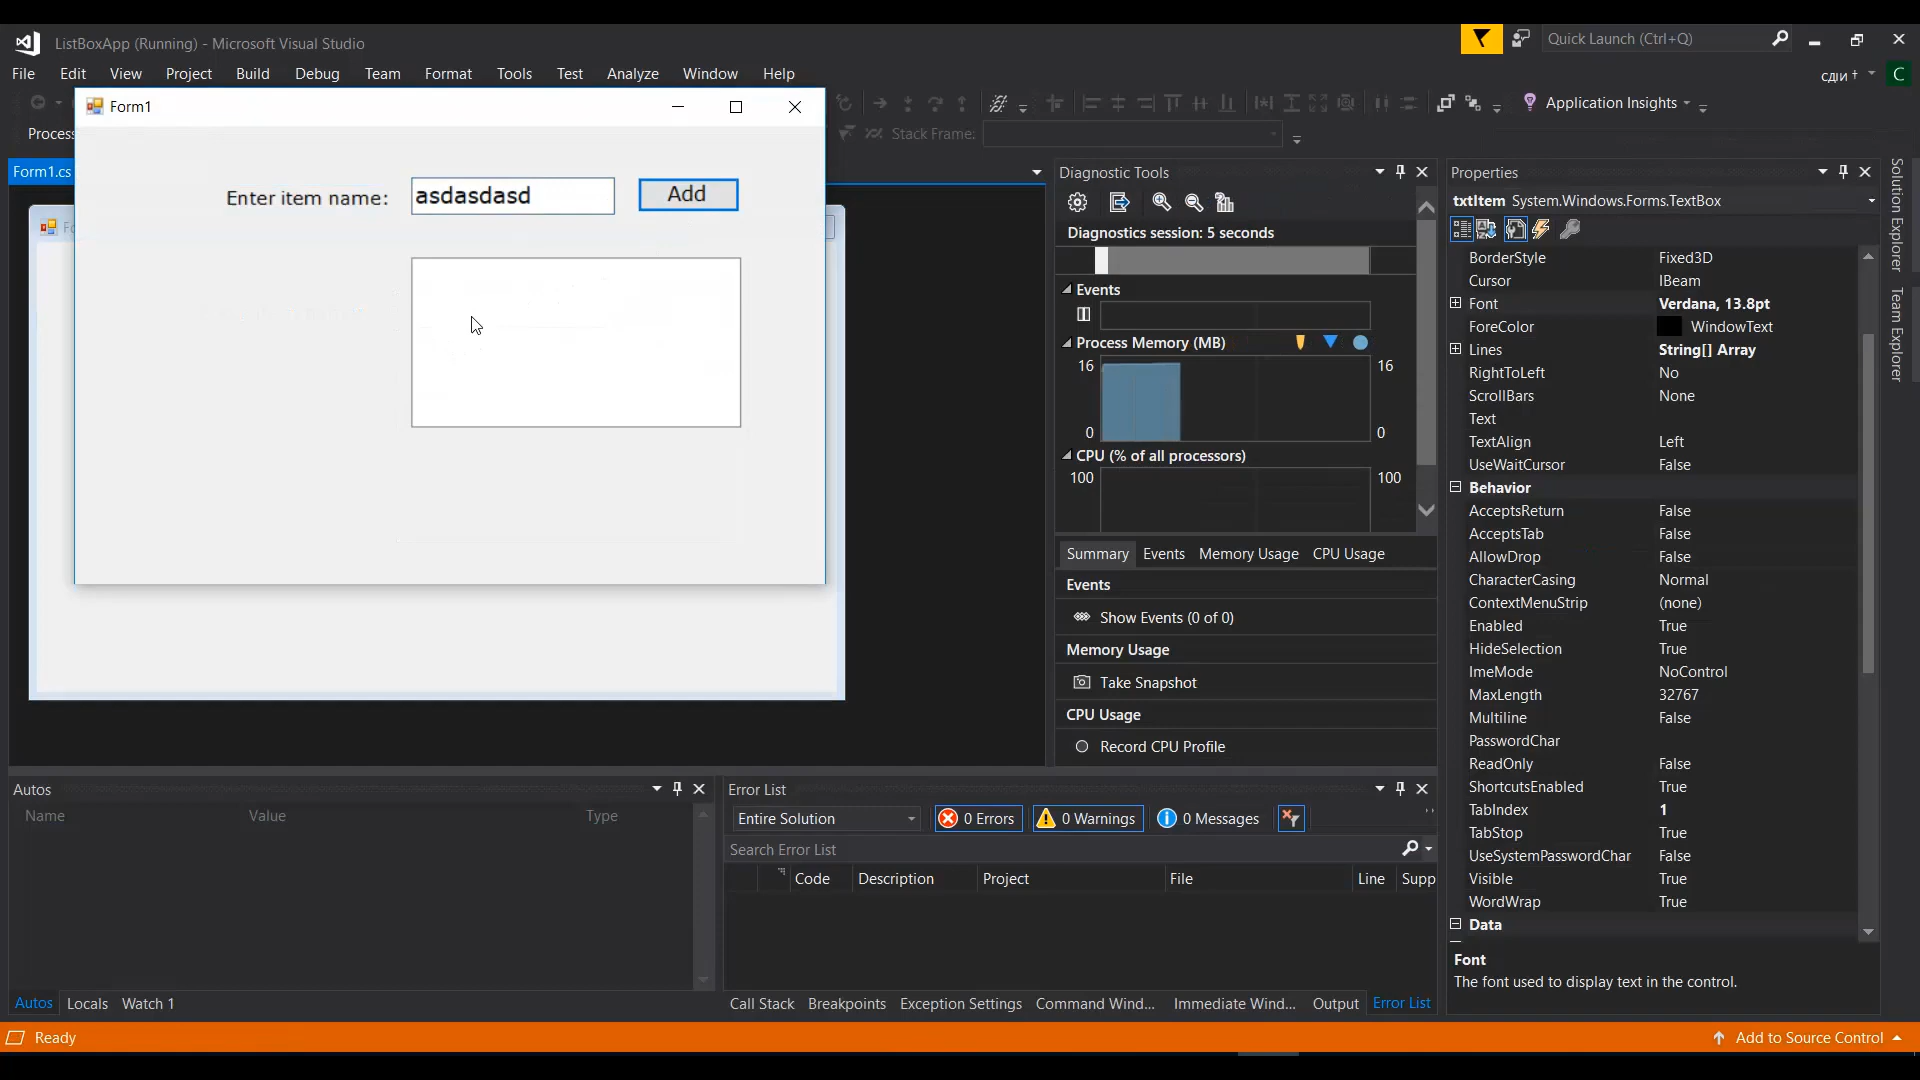 ListBoxApp (Running) - Microsoft Visual Studio
Quick Launch (Ctrl+Q)
File Edit View Project Build Debug Team Format Tools Test Analyze Window Help
сди †
C
Form1
Application Insights
Process
Stack Frame:
Form1.cs
Enter item name:
asdasdasd
Add
Diagnostic Tools
Diagnostics session: 5 seconds
Events
Process Memory (MB)
16
16
0
0
CPU (% of all processors)
100
100
Summary Events Memory Usage CPU Usage
Events
Show Events (0 of 0)
Memory Usage
Take Snapshot
CPU Usage
Record CPU Profile
Properties
txtItem System.Windows.Forms.TextBox
BorderStyle Fixed3D
Cursor IBeam
Font Verdana, 13.8pt
ForeColor WindowText
Lines String[] Array
RightToLeft No
ScrollBars None
Text
TextAlign Left
UseWaitCursor False
Behavior
AcceptsReturn False
AcceptsTab False
AllowDrop False
CharacterCasing Normal
ContextMenuStrip (none)
Enabled True
HideSelection True
ImeMode NoControl
MaxLength 32767
Multiline False
PasswordChar
ReadOnly False
ShortcutsEnabled True
TabIndex 1
TabStop True
UseSystemPasswordChar False
Visible True
WordWrap True
Data
Font
The font used to display text in the control.
Solution Explorer
Team Explorer
Autos
Name Value Type
Autos Locals Watch 1
Error List
Entire Solution
0 Errors
0 Warnings
0 Messages
Search Error List
Code Description Project File Line Supp
Call Stack Breakpoints Exception Settings Command Wind... Immediate Wind... Output Error List
Ready
Add to Source Control